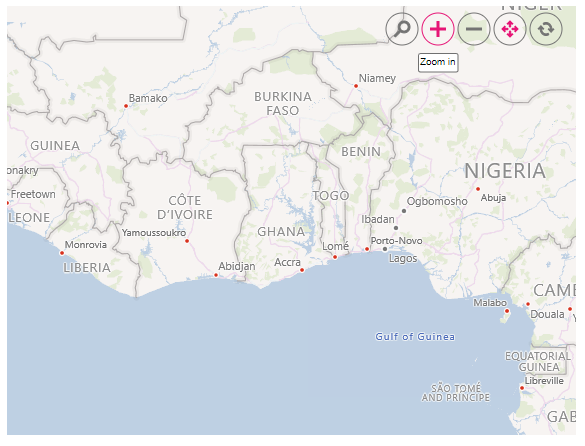 NIGER
Zoom in
Niamey
Bamako
BURKINA
FASO
GUINEA
BENIN
NIGERIA
onakry
Freetown
LEONE
CÔTE
D'IVOIRE
TOGO
Abuja
Ogbomosho
Ibadan
Yamoussoukro
GHANA
Monrovia
Lomé
Porto-Novo
LIBERIA
Abidjan
Accra
Lagos
CAME
Malabo
Douala
Y
Gulf of Guinea
EQUATORIAL
GUINEA
SÃO TOMÉ
AND PRINCIPE
Libreville
GAB